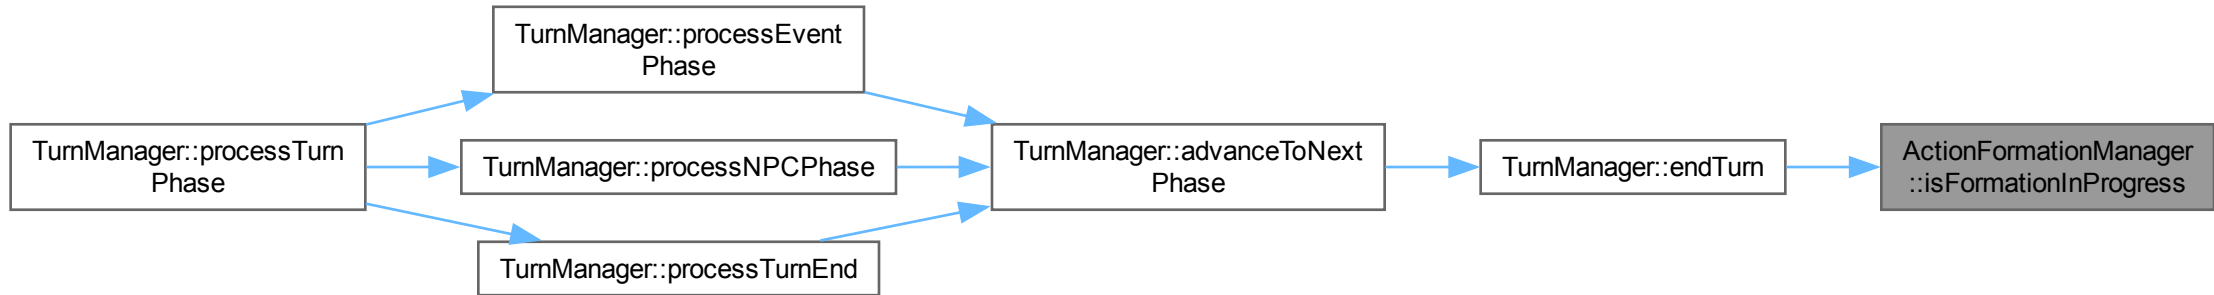 TurnManager::processTurn
Phase
TurnManager::processEvent
Phase
TurnManager::processNPCPhase
TurnManager::processTurnEnd
TurnManager::advanceToNext
Phase
TurnManager::endTurn
ActionFormationManager
::isFormationInProgress